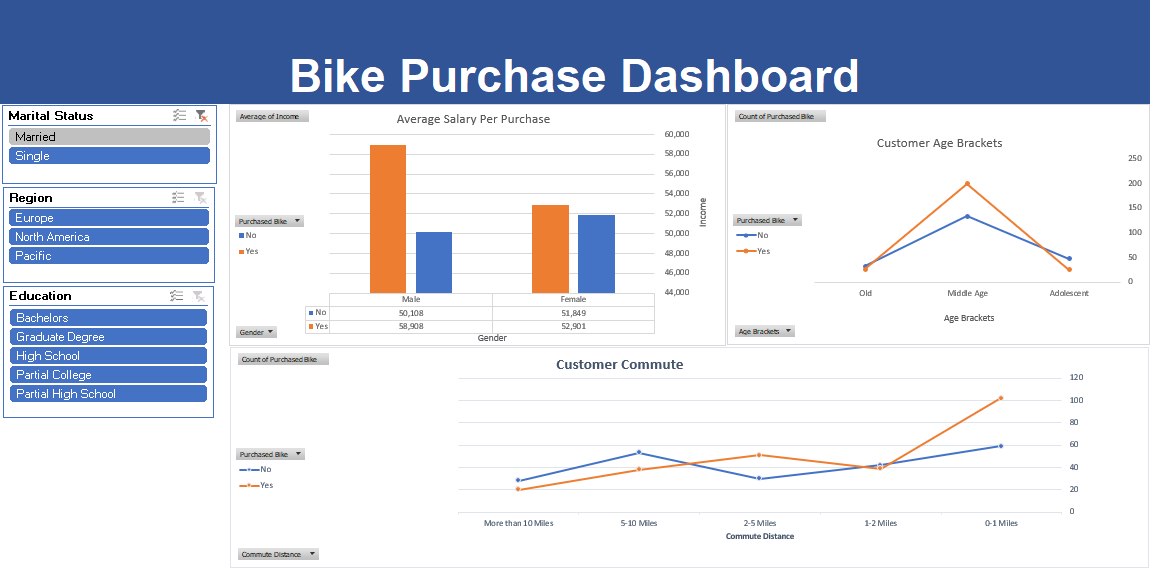 Bike Purchase Dashboard
Marital Status
Married
Single
Region
Europe
North America
Pacific
Education
Bachelors
Graduate Degree
High School
Partial College
Partial High School
Average of Income
Average Salary Per Purchase
60,000
58,000
56,000
54,000
52,000
50,000
48,000
46,000
44,000
Income
Purchased Bike
No
Yes
Male Female
No 50,108 51,849
Yes 58,908 52,901
Gender
Gender
Count of Purchased Bike
Customer Age Brackets
250
200
150
100
50
0
Purchased Bike
No
Yes
Old Middle Age Adolescent
Age Brackets
Age Brackets
Count of Purchased Bike
Customer Commute
120
100
80
60
40
20
0
Purchased Bike
No
Yes
More than 10 Miles 5-10 Miles 2-5 Miles 1-2 Miles 0-1 Miles
Commute Distance
Commute Distance